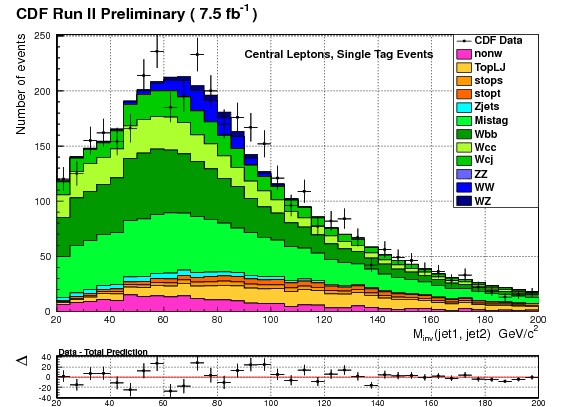 CDF Run II Preliminary ( 7.5 fb-1 )
Number of events
250
200
150
100
50
0
Central Leptons, Single Tag Events
CDF Data
nonw
TopLJ
stops
stopt
Zjets
Mistag
Wbb
Wcc
Wcj
ZZ
WW
WZ
20 40 60 80 100 120 140 160 180 200
Minv(jet1, jet2) GeV/c2
Data - Total Prediction
Δ
40
20
0
-20
-40
20 40 60 80 100 120 140 160 180 200